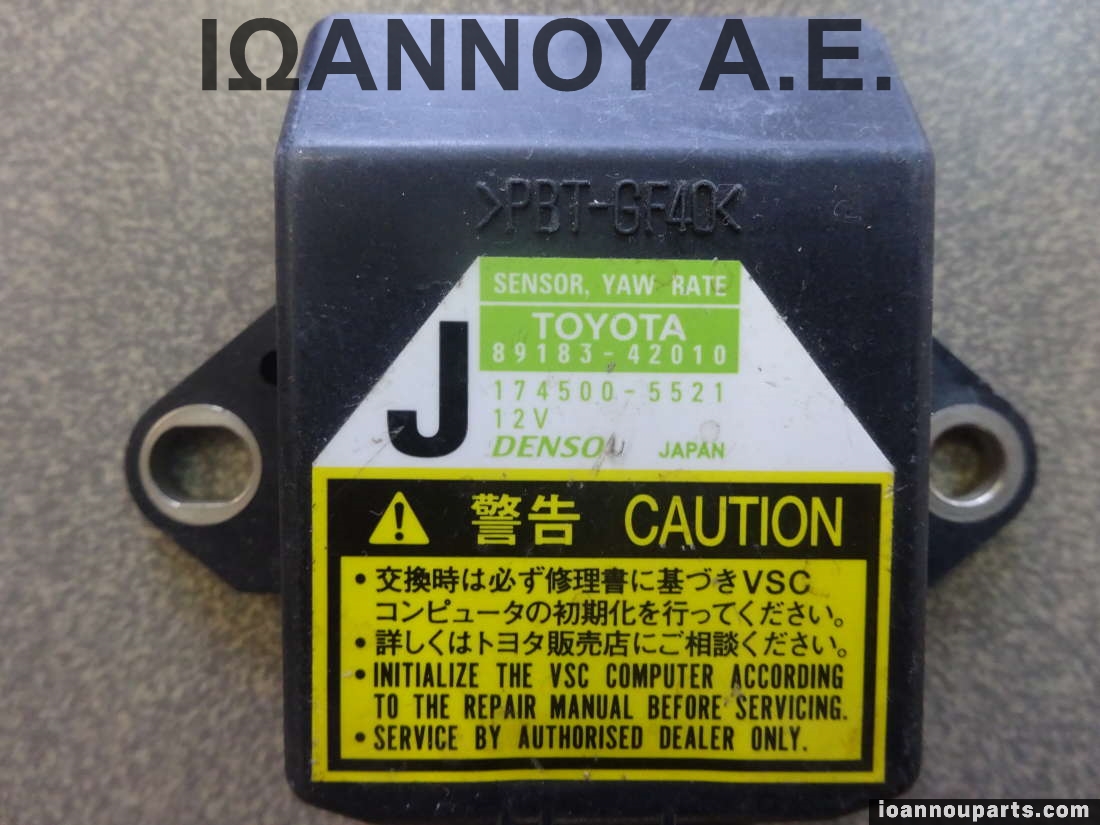 ΙΩΑΝΝΟΥ Α.Ε.
>PBT-GF40<
SENSOR, YAW RATE
TOYOTA
89183-42010
J
174500-5521
12V
DENSO JAPAN
警告 CAUTION
•交換時は必ず修理書に基づきVSC
コンピュータの初期化を行ってください。
•詳しくはトヨタ販売店にご相談ください。
•INITIALIZE THE VSC COMPUTER ACCORDING
TO THE REPAIR MANUAL BEFORE SERVICING.
•SERVICE BY AUTHORISED DEALER ONLY.
ioannouparts.com